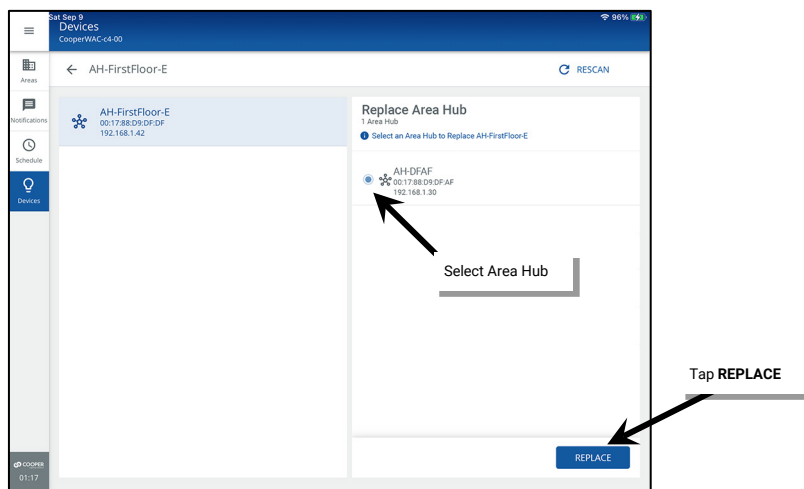 Sat Sep 9
96%
Devices
CooperWAC-c4-00
Areas
Notifications
Schedule
Devices
AH-FirstFloor-E
RESCAN
AH-FirstFloor-E
00:17:88:D9:DF:DF
192.168.1.42
Replace Area Hub
1 Area Hub
Select an Area Hub to Replace AH-FirstFloor-E
AH-DFAF
00:17:88:D9:DF:AF
192.168.1.30
Select Area Hub
Tap REPLACE
REPLACE
COOPER
01:17